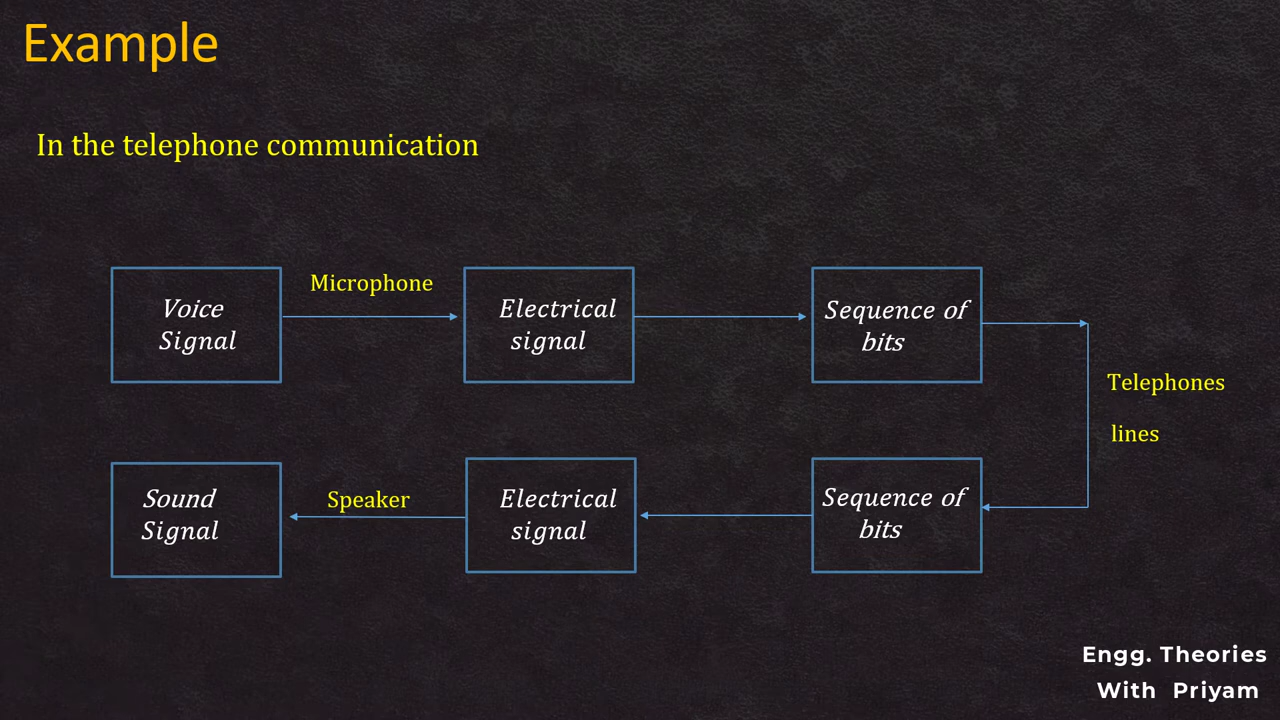 Example
In the telephone communication
Voice
Signal
Microphone
Electrical
signal
Sequence of
bits
Telephones
lines
Sequence of
bits
Electrical
signal
Speaker
Sound
Signal
Engg. Theories
With Priyam